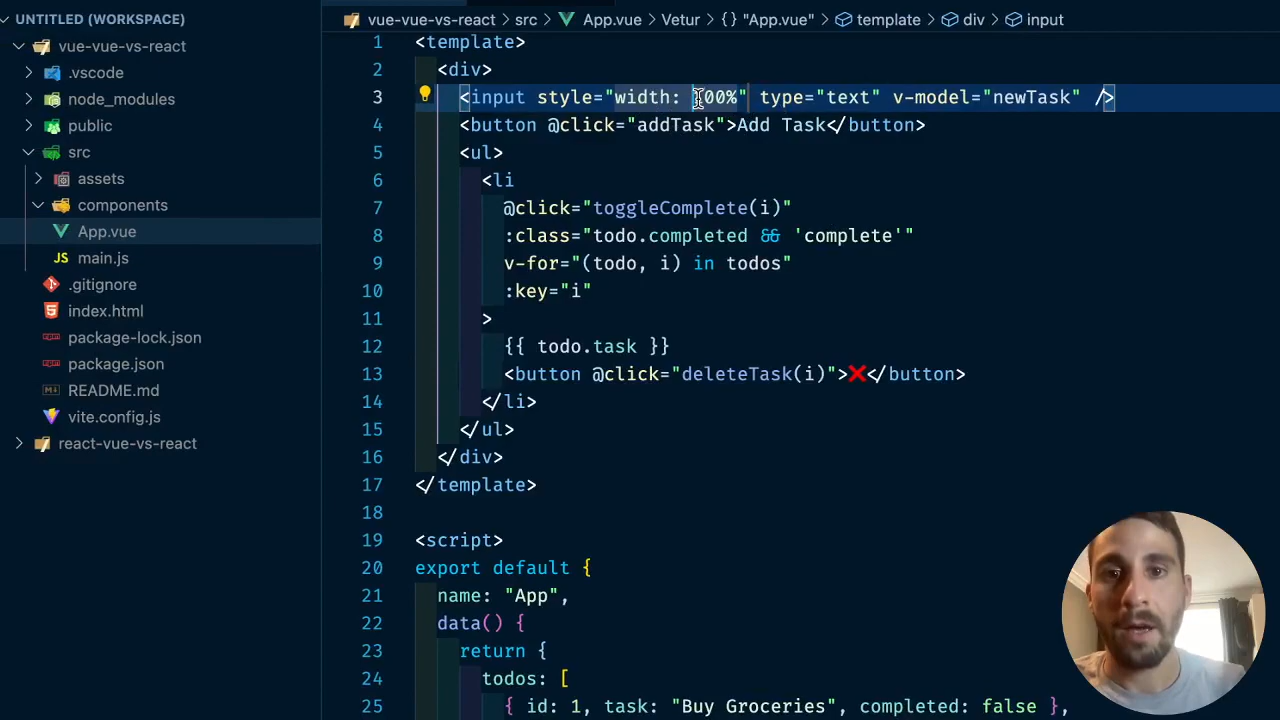 UNTITLED (WORKSPACE)
vue-vue-vs-react
.vscode
node_modules
public
src
assets
components
App.vue
JS main.js
.gitignore
index.html
package-lock.json
package.json
README.md
vite.config.js
react-vue-vs-react
vue-vue-vs-react > src > App.vue > Vetur > {} "App.vue" > template > div > input
1 <template>
2 <div>
3 <input style="width: 100%" type="text" v-model="newTask" />
4 <button @click="addTask">Add Task</button>
5 <ul>
6 <li
7 @click="toggleComplete(i)"
8 :class="todo.completed && 'complete'"
9 v-for="(todo, i) in todos"
10 :key="i"
11 >
12 {{ todo.task }}
13 <button @click="deleteTask(i)">❌</button>
14 </li>
15 </ul>
16 </div>
17 </template>
18
19 <script>
20 export default {
21 name: "App",
22 data() {
23 return {
24 todos: [
25 { id: 1, task: "Buy Groceries", completed: false },